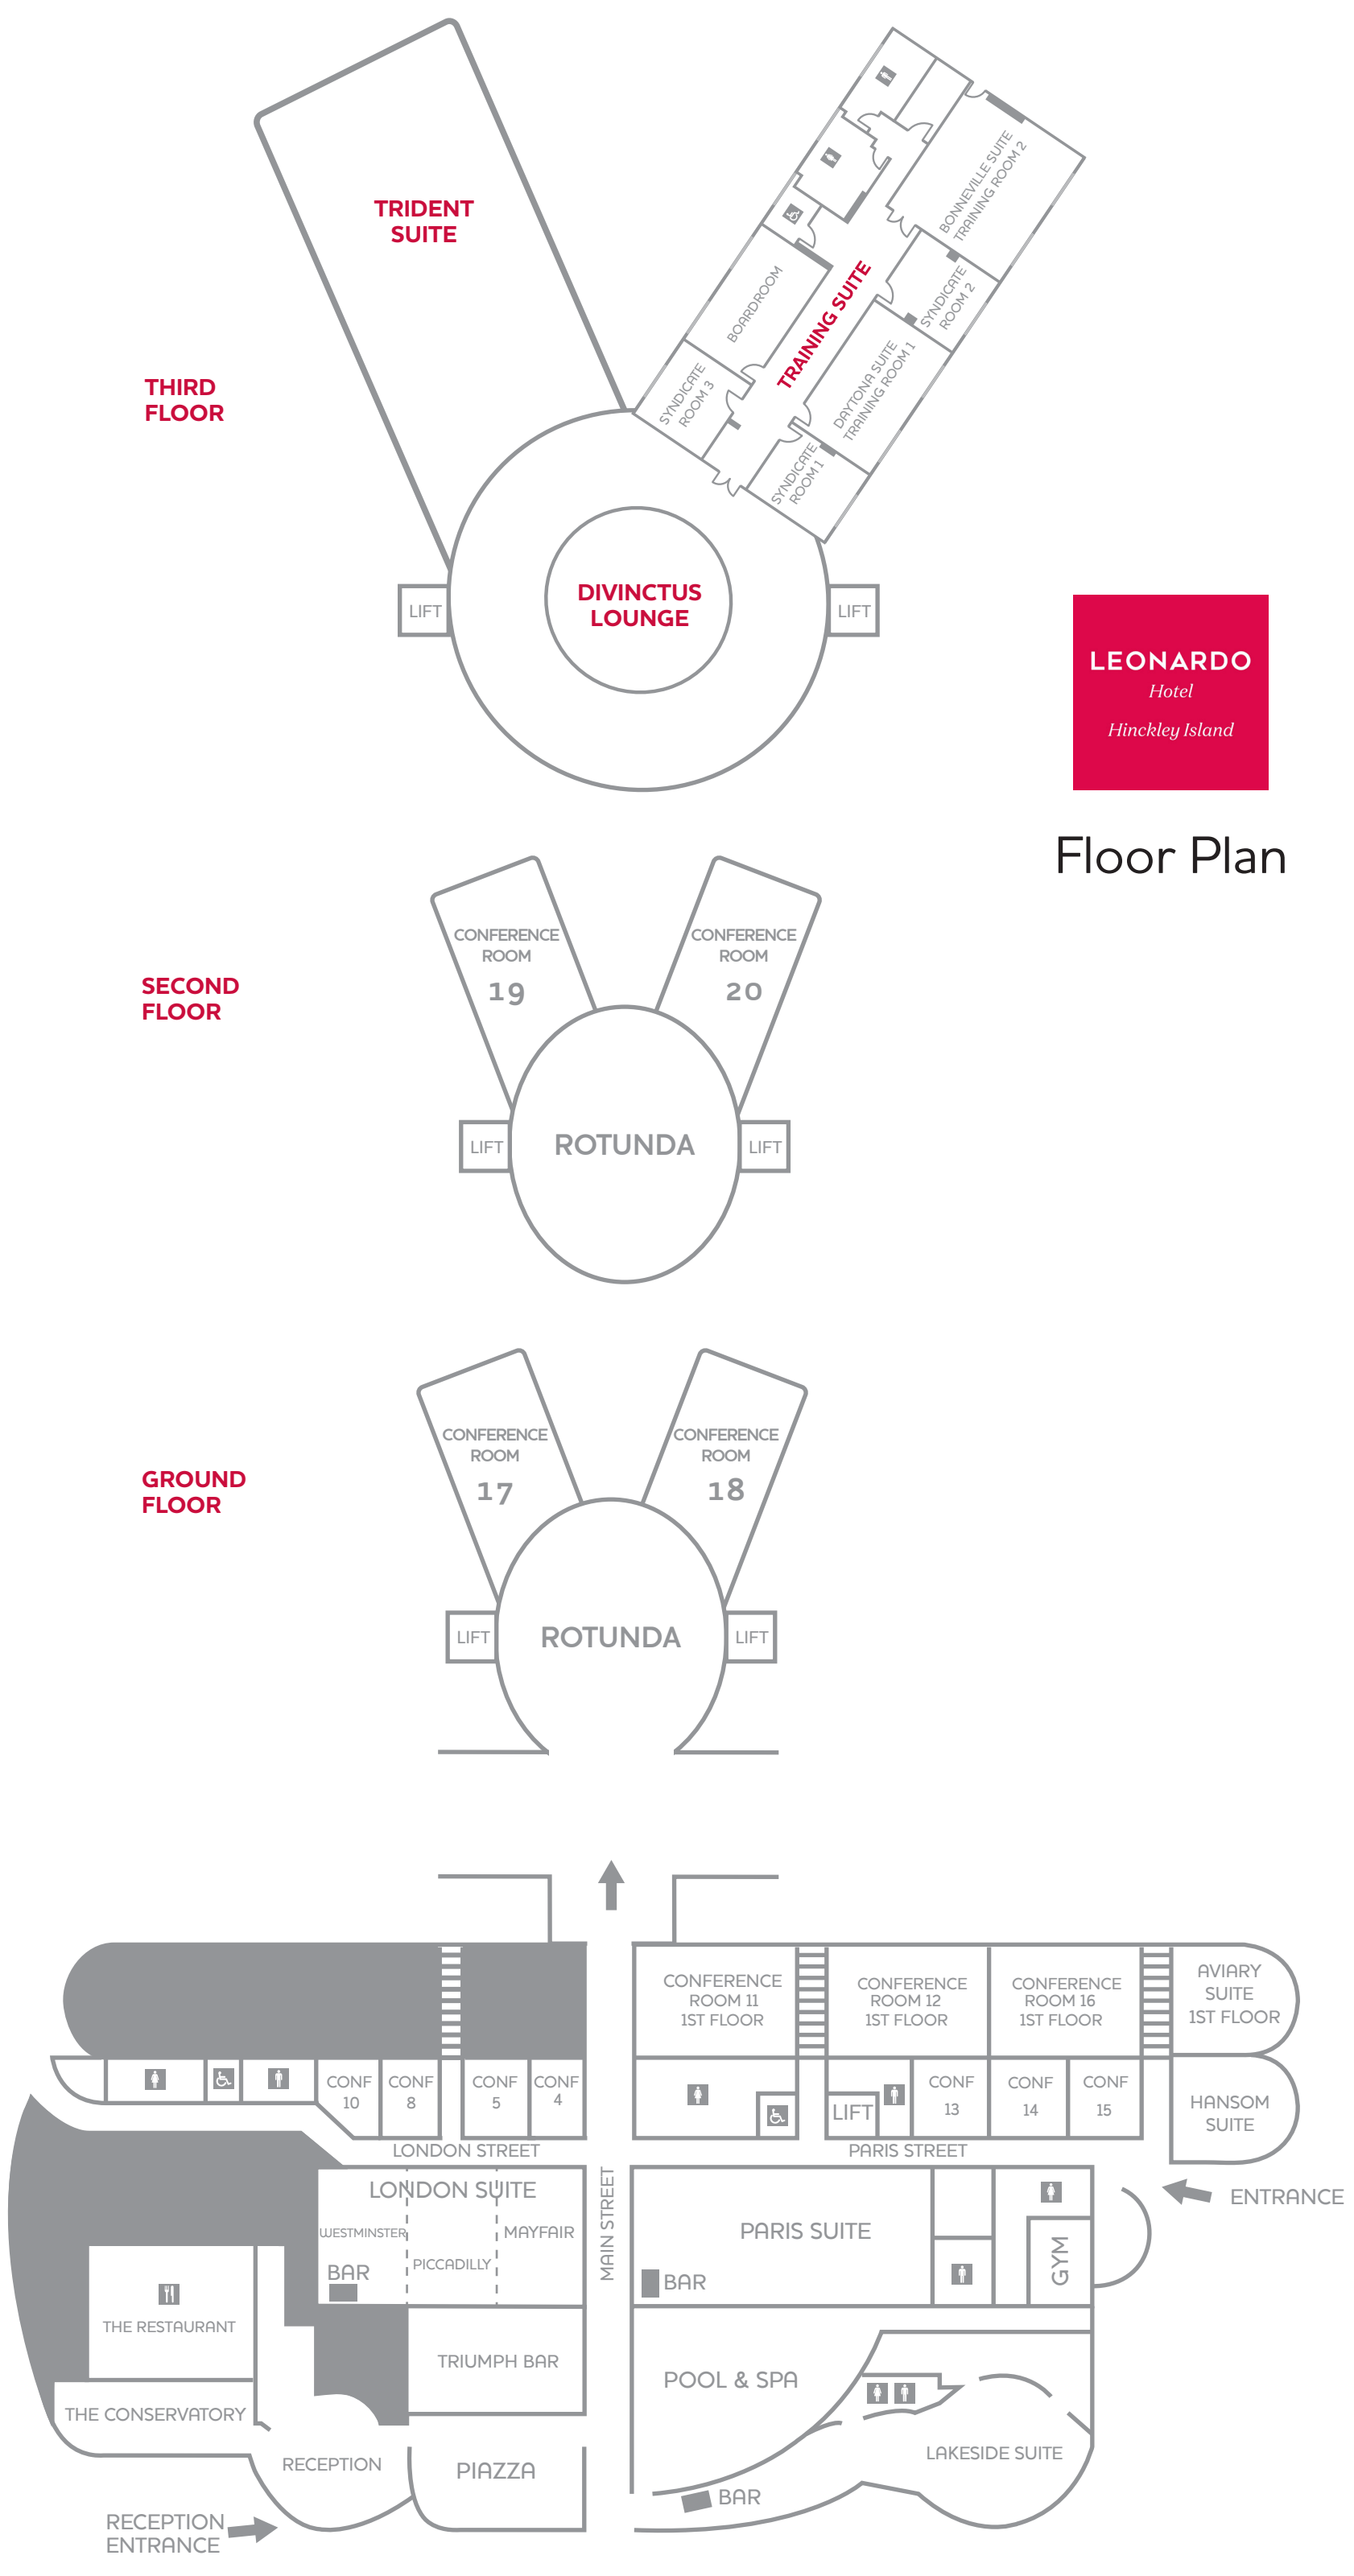 TRIDENT
SUITE
BONNEVILLE SUITE
TRAINING ROOM 2
SYNDICATE
ROOM 2
BOARDROOM
TRAINING SUITE
DAYTONA SUITE
TRAINING ROOM 1
SYNDICATE
ROOM 3
SYNDICATE
ROOM 1
THIRD
FLOOR
DIVINCTUS
LOUNGE
LIFT
LIFT
LEONARDO
Hotel
Hinckley Island
Floor Plan
SECOND
FLOOR
CONFERENCE
ROOM
19
CONFERENCE
ROOM
20
LIFT
ROTUNDA
LIFT
GROUND
FLOOR
CONFERENCE
ROOM
17
CONFERENCE
ROOM
18
LIFT
ROTUNDA
LIFT
CONFERENCE
ROOM 11
1ST FLOOR
CONFERENCE
ROOM 12
1ST FLOOR
CONFERENCE
ROOM 16
1ST FLOOR
AVIARY
SUITE
1ST FLOOR
CONF
10
CONF
8
CONF
5
CONF
4
LIFT
CONF
13
CONF
14
CONF
15
HANSOM
SUITE
LONDON STREET
PARIS STREET
ENTRANCE
LONDON SUITE
WESTMINSTER
PICCADILLY
MAYFAIR
BAR
MAIN STREET
PARIS SUITE
BAR
GYM
THE RESTAURANT
TRIUMPH BAR
POOL & SPA
THE CONSERVATORY
RECEPTION
PIAZZA
LAKESIDE SUITE
BAR
RECEPTION
ENTRANCE